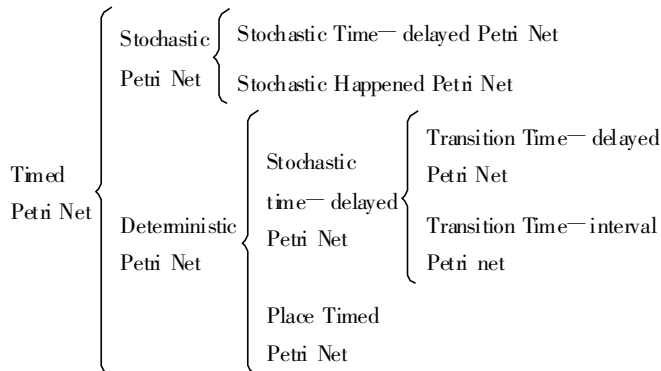 Timed
Petri Net
Stochastic
Petri Net
Stochastic Time— delayed Petri Net
Stochastic Happened Petri Net
Deterministic
Petri Net
Stochastic
time— delayed
Petri Net
Transition Time— delayed
Petri Net
Transition Time— interval
Petri net
Place Timed
Petri Net